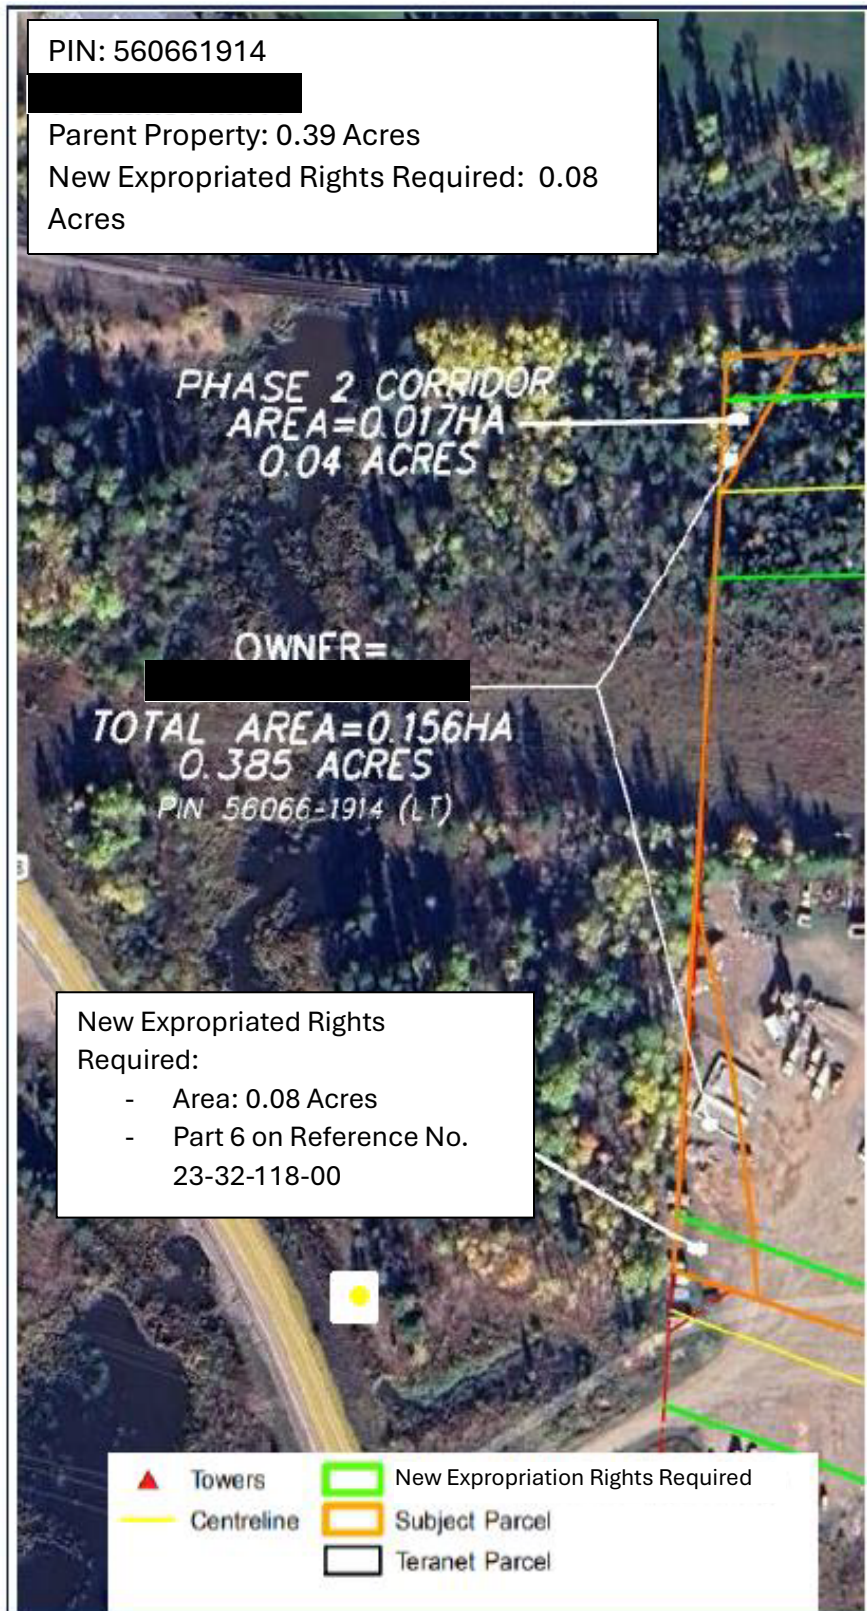 PIN: 560661914
Parent Property: 0.39 Acres
New Expropriated Rights Required: 0.08
Acres
PHASE 2 CORRIDOR
AREA=0.017HA
0.04 ACRES
OWNER=
TOTAL AREA=0.156HA
0.385 ACRES
PIN 56066-1914 (LT)
New Expropriated Rights
Required:
- Area: 0.08 Acres
- Part 6 on Reference No.
23-32-118-00
Towers
New Expropriation Rights Required
Centreline
Subject Parcel
Teranet Parcel